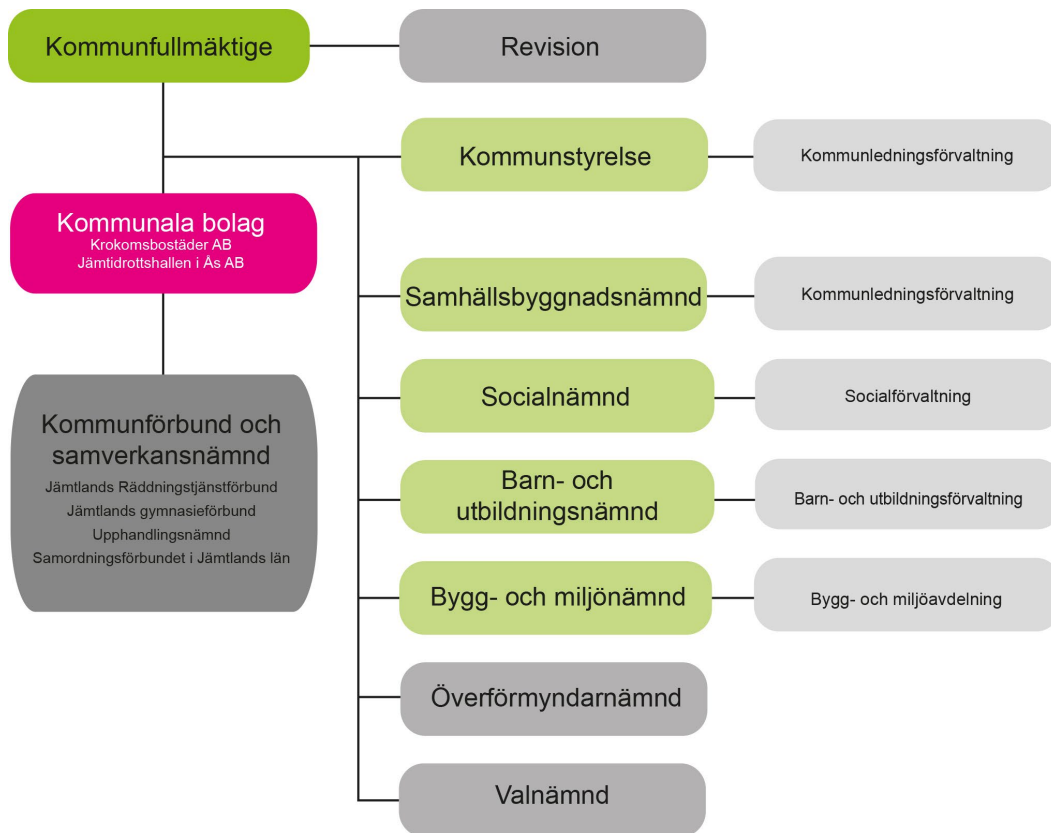 Kommunfullmäktige
Revision
Kommunstyrelse
Kommunledningsförvaltning
Kommunala bolag
Krokomsbostäder AB
Jämtidrottshallen i Ås AB
Samhällsbyggnadsnämnd
Kommunledningsförvaltning
Socialnämnd
Socialförvaltning
Kommunförbund och
samverkansnämnd
Jämtlands Räddningstjänstförbund
Jämtlands gymnasieförbund
Upphandlingsnämnd
Samordningsförbundet i Jämtlands län
Barn- och
utbildningsnämnd
Barn- och utbildningsförvaltning
Bygg- och miljönämnd
Bygg- och miljöavdelning
Överförmyndarnämnd
Valnämnd